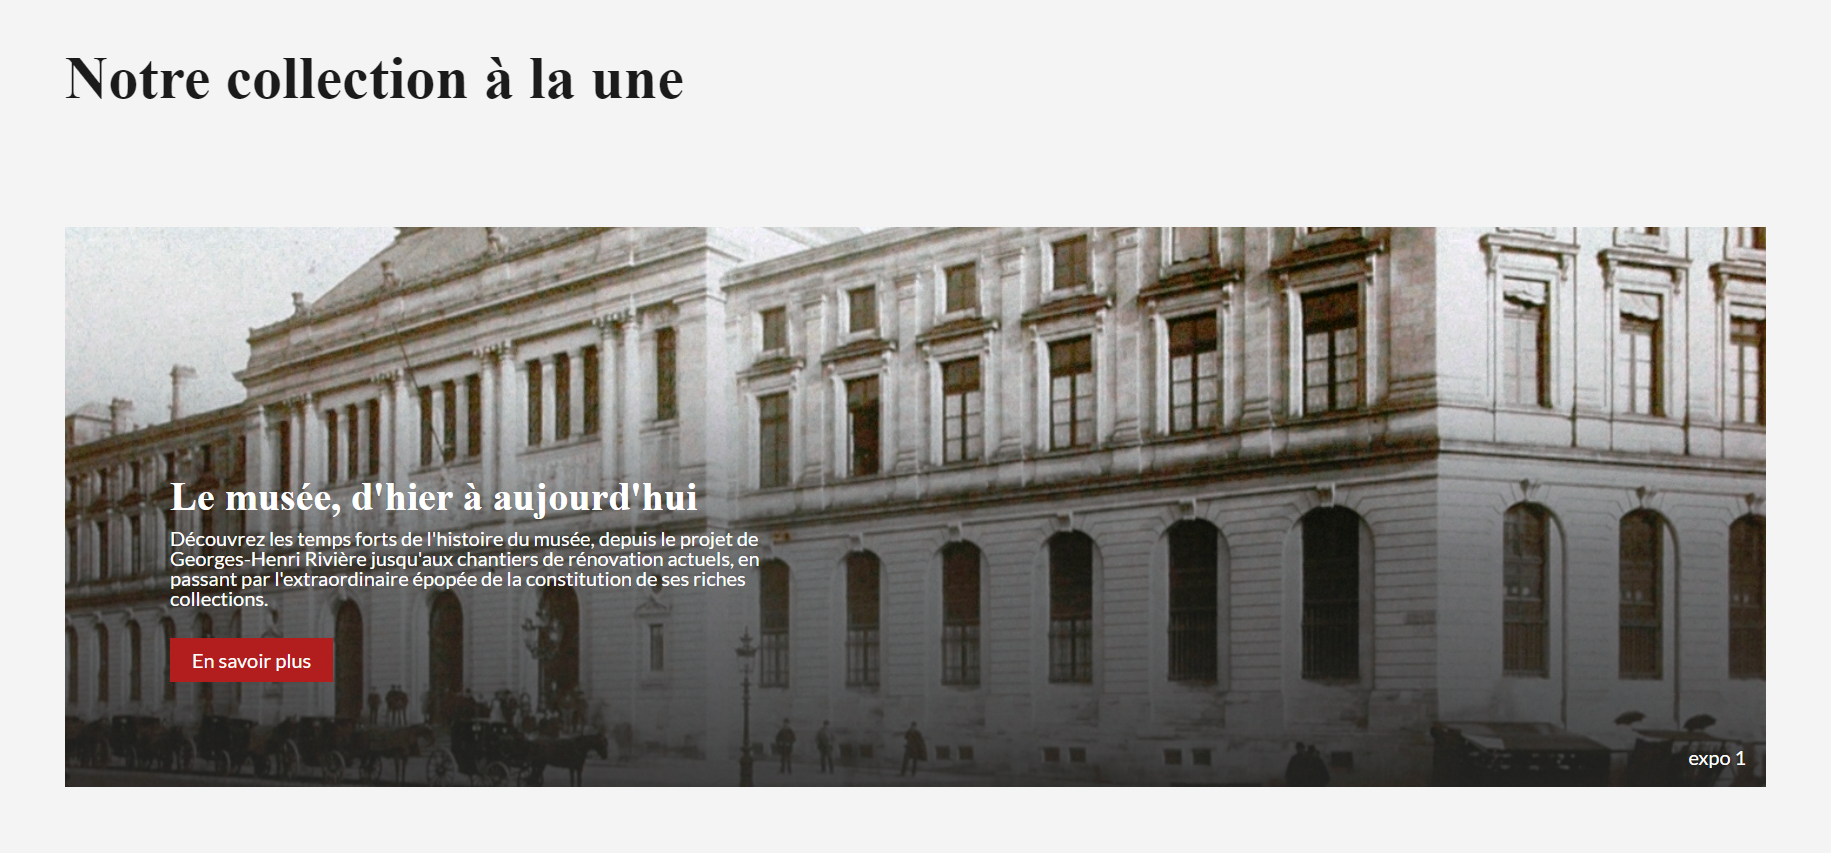 Notre collection à la une
Le musée, d'hier à aujourd'hui
Découvrez les temps forts de l'histoire du musée, depuis le projet de
Georges-Henri Rivière jusqu'aux chantiers de rénovation actuels, en
passant par l'extraordinaire épopée de la constitution de ses riches
collections.
En savoir plus
expo 1